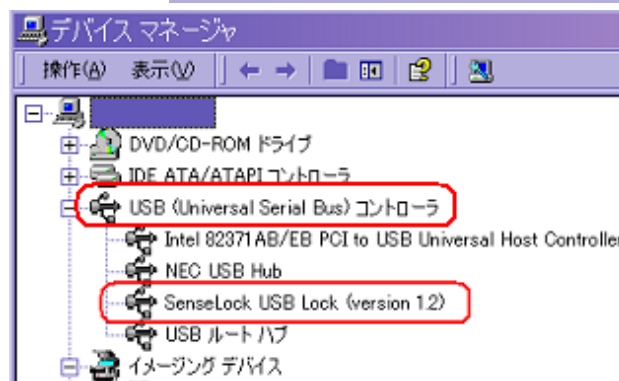 デバイス マネージャ
操作(A) 表示(V)
DVD/CD-ROM ドライブ
IDE ATA/ATAPI コントローラ
USB (Universal Serial Bus) コントローラ
Intel 82371AB/EB PCI to USB Universal Host Controller
NEC USB Hub
SenseLock USB Lock (version 1.2)
USB ルート ハブ
イメージング デバイス